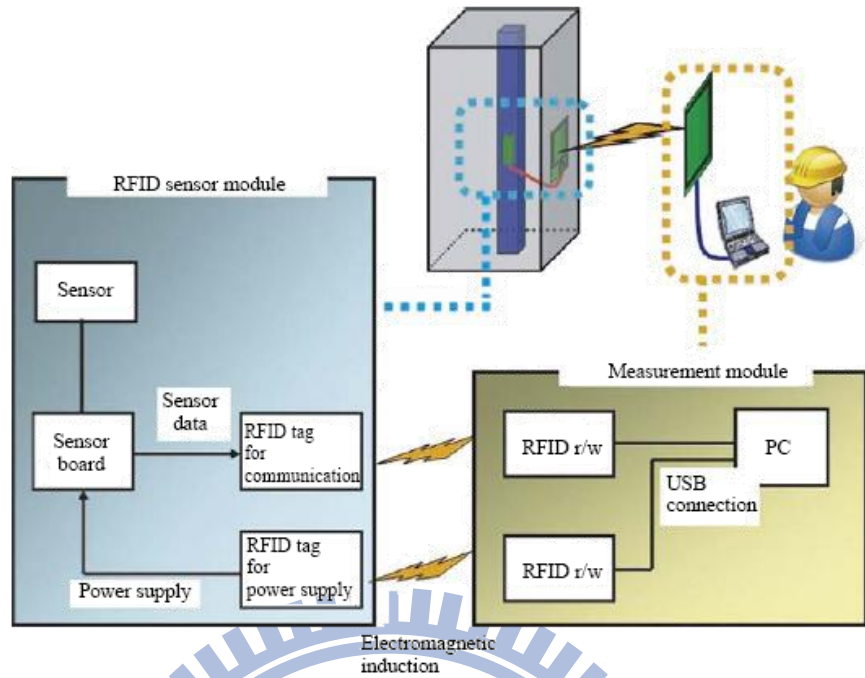 RFID sensor module
Sensor
Sensor
board
Sensor
data
RFID tag
for
communication
Power supply
RFID tag
for
power supply
Electromagnetic
induction
Measurement module
RFID r/w
PC
USB
connection
RFID r/w